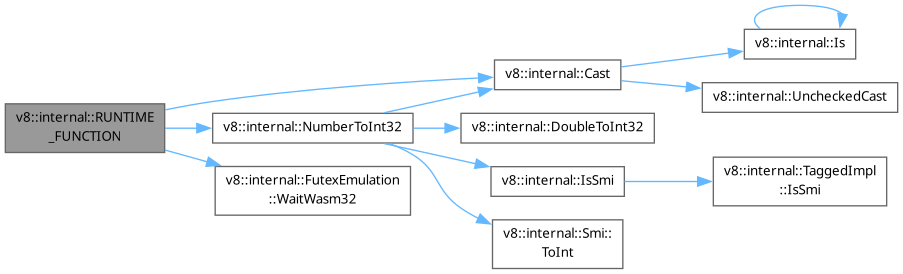 v8::internal::RUNTIME
_FUNCTION
v8::internal::NumberToInt32
v8::internal::FutexEmulation
::WaitWasm32
v8::internal::Cast
v8::internal::DoubleToInt32
v8::internal::IsSmi
v8::internal::Smi::
ToInt
v8::internal::Is
v8::internal::UncheckedCast
v8::internal::TaggedImpl
::IsSmi